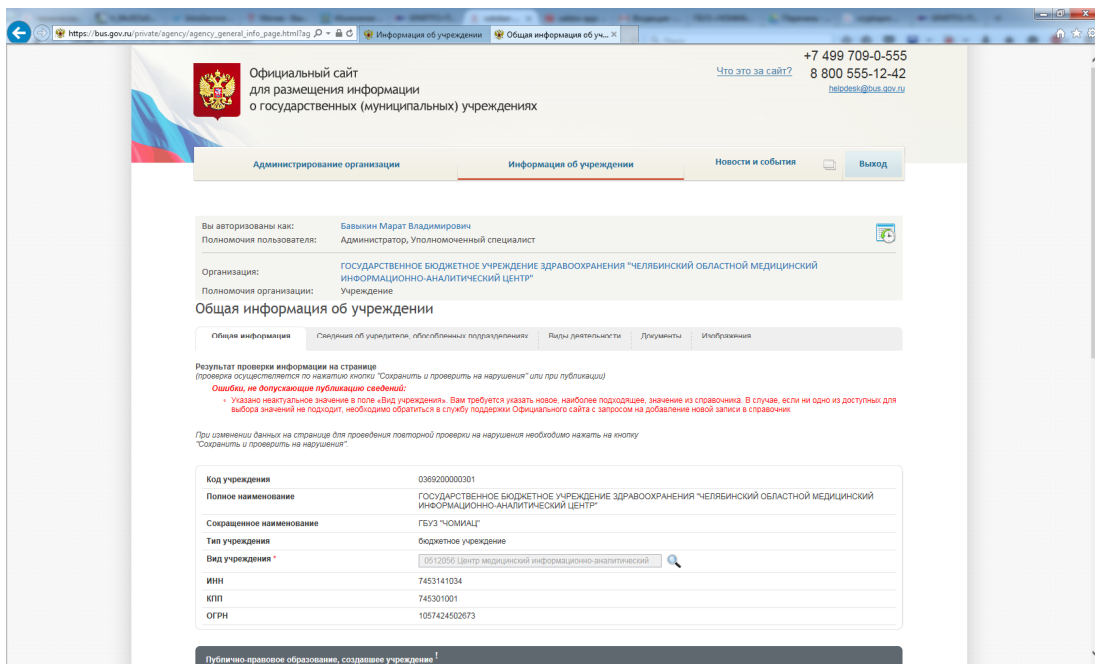 https://bus.gov.ru/private/agency/agency_general_info_page.html?ag
Информация об учреждении
Общая информация об уч...
Официальный сайт
для размещения информации
о государственных (муниципальных) учреждениях
Что это за сайт?
+7 499 709-0-555
8 800 555-12-42
helpdesk@bus.gov.ru
Администрирование организации
Информация об учреждении
Новости и события
Выход
Вы авторизованы как: Бавыкин Марат Владимирович
Полномочия пользователя: Администратор, Уполномоченный специалист
Организация: ГОСУДАРСТВЕННОЕ БЮДЖЕТНОЕ УЧРЕЖДЕНИЕ ЗДРАВООХРАНЕНИЯ "ЧЕЛЯБИНСКИЙ ОБЛАСТНОЙ МЕДИЦИНСКИЙ
ИНФОРМАЦИОННО-АНАЛИТИЧЕСКИЙ ЦЕНТР"
Полномочия организации: Учреждение
Общая информация об учреждении
Общая информация
Сведения об учредителе, обособленных подразделениях
Виды деятельности
Документы
Изображения
Результат проверки информации на странице
(проверка осуществляется по нажатию кнопки "Сохранить и проверить на нарушения" или при публикации)
Ошибки, не допускающие публикацию сведений:
Указано неактуальное значение в поле «Вид учреждения». Вам требуется указать новое, наиболее подходящее, значение из справочника. В случае, если ни одно из доступных для
выбора значений не подходит, необходимо обратиться в службу поддержки Официального сайта с запросом на добавление новой записи в справочник
При изменении данных на странице для проведения повторной проверки на нарушения необходимо нажать на кнопку
"Сохранить и проверить на нарушения".
Код учреждения 0369200000301
Полное наименование ГОСУДАРСТВЕННОЕ БЮДЖЕТНОЕ УЧРЕЖДЕНИЕ ЗДРАВООХРАНЕНИЯ "ЧЕЛЯБИНСКИЙ ОБЛАСТНОЙ МЕДИЦИНСКИЙ
ИНФОРМАЦИОННО-АНАЛИТИЧЕСКИЙ ЦЕНТР"
Сокращенное наименование ГБУЗ "ЧОМИАЦ"
Тип учреждения бюджетное учреждение
Вид учреждения * 0512056 Центр медицинский информационно-аналитический
ИНН 7453141034
КПП 745301001
ОГРН 1057424502673
Публично-правовое образование, создавшее учреждение !